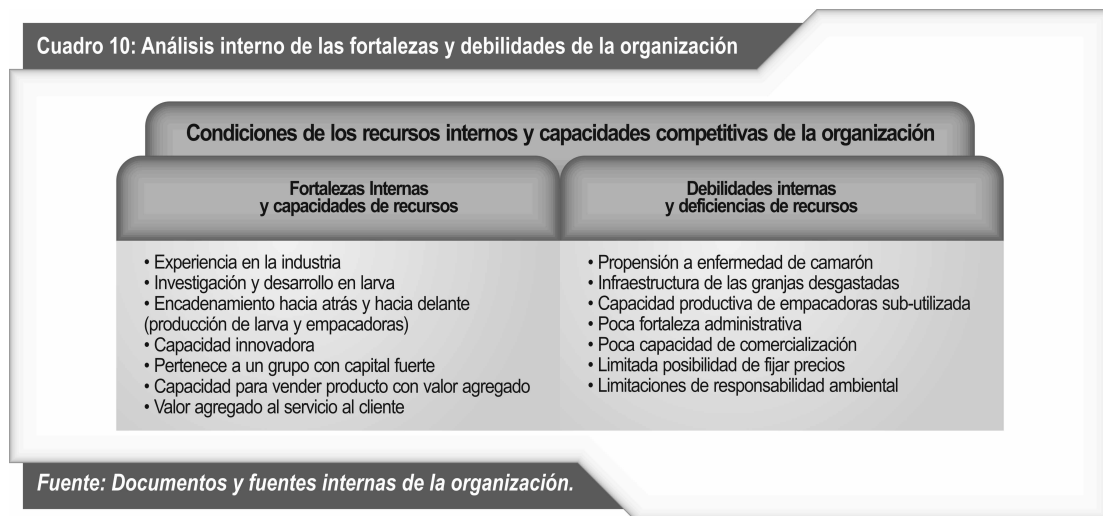 Cuadro 10: Análisis interno de las fortalezas y debilidades de la organización
Condiciones de los recursos internos y capacidades competitivas de la organización
Fortalezas Internas
y capacidades de recursos
• Experiencia en la industria
• Investigación y desarrollo en larva
• Encadenamiento hacia atrás y hacia delante
(producción de larva y empacadoras)
• Capacidad innovadora
• Pertenece a un grupo con capital fuerte
• Capacidad para vender producto con valor agregado
• Valor agregado al servicio al cliente
Debilidades internas
y deficiencias de recursos
• Propensión a enfermedad de camarón
• Infraestructura de las granjas desgastadas
• Capacidad productiva de empacadoras sub-utilizada
• Poca fortaleza administrativa
• Poca capacidad de comercialización
• Limitada posibilidad de fijar precios
• Limitaciones de responsabilidad ambiental
Fuente: Documentos y fuentes internas de la organización.